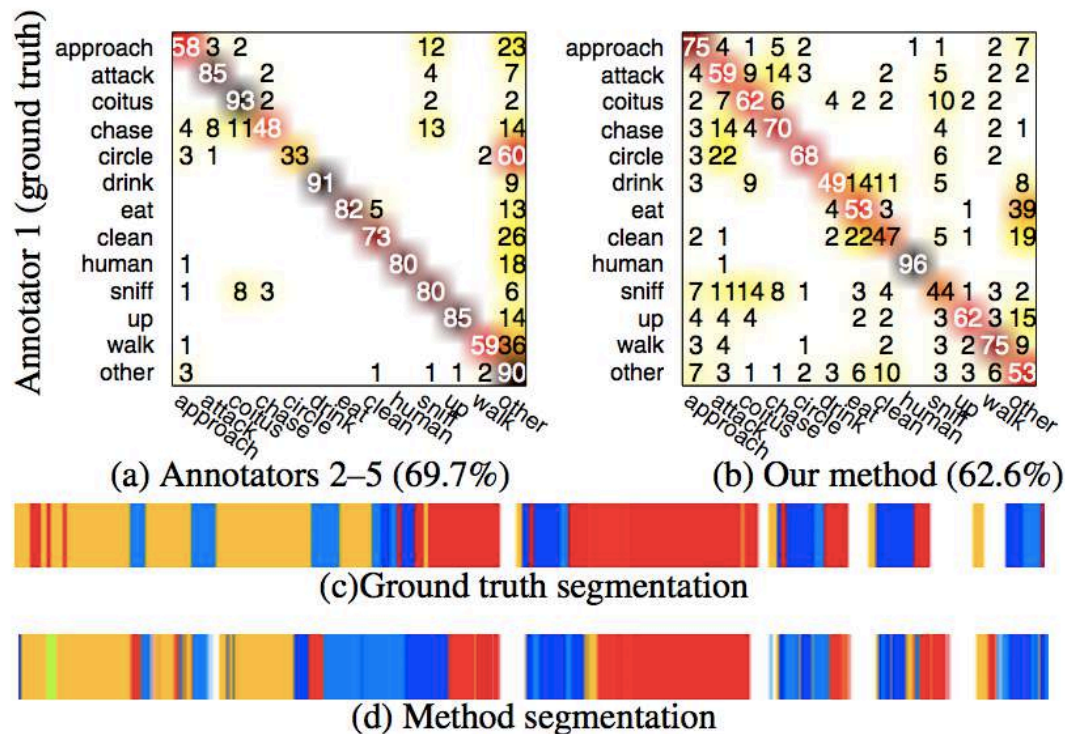 Annotator 1 (ground truth)
approach 58 3 2 12 23
attack 85 2 4 7
coitus 93 2 2 2
chase 4 8 11 48 13 14
circle 3 1 33 2 60
drink 91 9
eat 82 5 13
clean 73 26
human 1 80 18
sniff 1 8 3 80 6
up 85 14
walk 1 59 36
other 3 1 1 1 2 90
approach attack coitus chase circle drink eat clean human sniff up walk other
(a) Annotators 2–5 (69.7%)
approach 75 4 1 5 2 1 1 2 7
attack 4 59 9 14 3 2 5 2 2
coitus 2 7 62 6 4 2 2 10 2 2
chase 3 14 4 70 4 2 1
circle 3 22 68 6 2
drink 3 9 49 14 11 5 8
eat 4 53 3 1 39
clean 2 1 2 22 47 5 1 19
human 1 96
sniff 7 11 14 8 1 3 4 44 1 3 2
up 4 4 4 2 2 3 62 3 15
walk 3 4 1 2 3 2 75 9
other 7 3 1 1 2 3 6 10 3 3 6 53
approach attack coitus chase circle drink eat clean human sniff up walk other
(b) Our method (62.6%)
(c)Ground truth segmentation
(d) Method segmentation